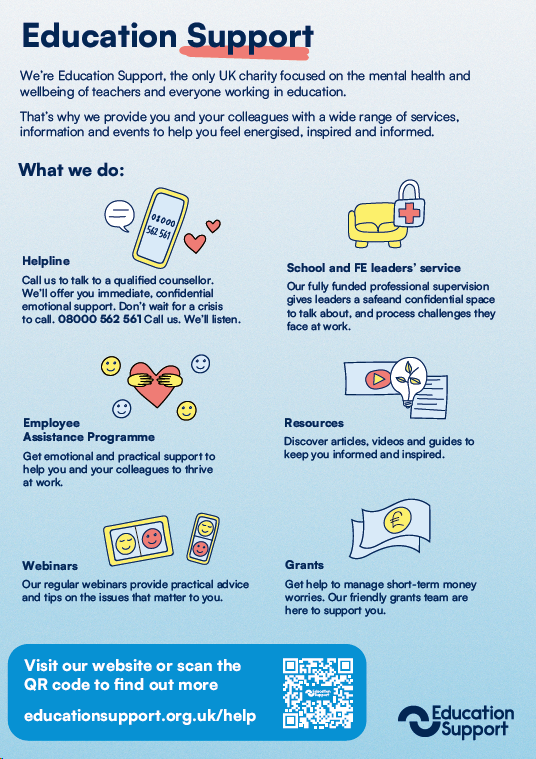 Education Support
We're Education Support, the only UK charity focused on the mental health and
wellbeing of teachers and everyone working in education.
That's why we provide you and your colleagues with a wide range of services,
information and events to help you feel energised, inspired and informed.
What we do:
08000
562 561
Helpline
Call us to talk to a qualified counsellor.
We'll offer you immediate, confidential
emotional support. Don't wait for a crisis
to call. 08000 562 561 Call us. We'll listen.
School and FE leaders' service
Our fully funded professional supervision
gives leaders a safeand confidential space
to talk about, and process challenges they
face at work.
Employee
Assistance Programme
Get emotional and practical support to
help you and your colleagues to thrive
at work.
Resources
Discover articles, videos and guides to
keep you informed and inspired.
Webinars
Our regular webinars provide practical advice
and tips on the issues that matter to you.
€
Grants
Get help to manage short-term money
worries. Our friendly grants team are
here to support you.
Visit our website or scan the
QR code to find out more
educationsupport.org.uk/help
Education
Support
Education
Support